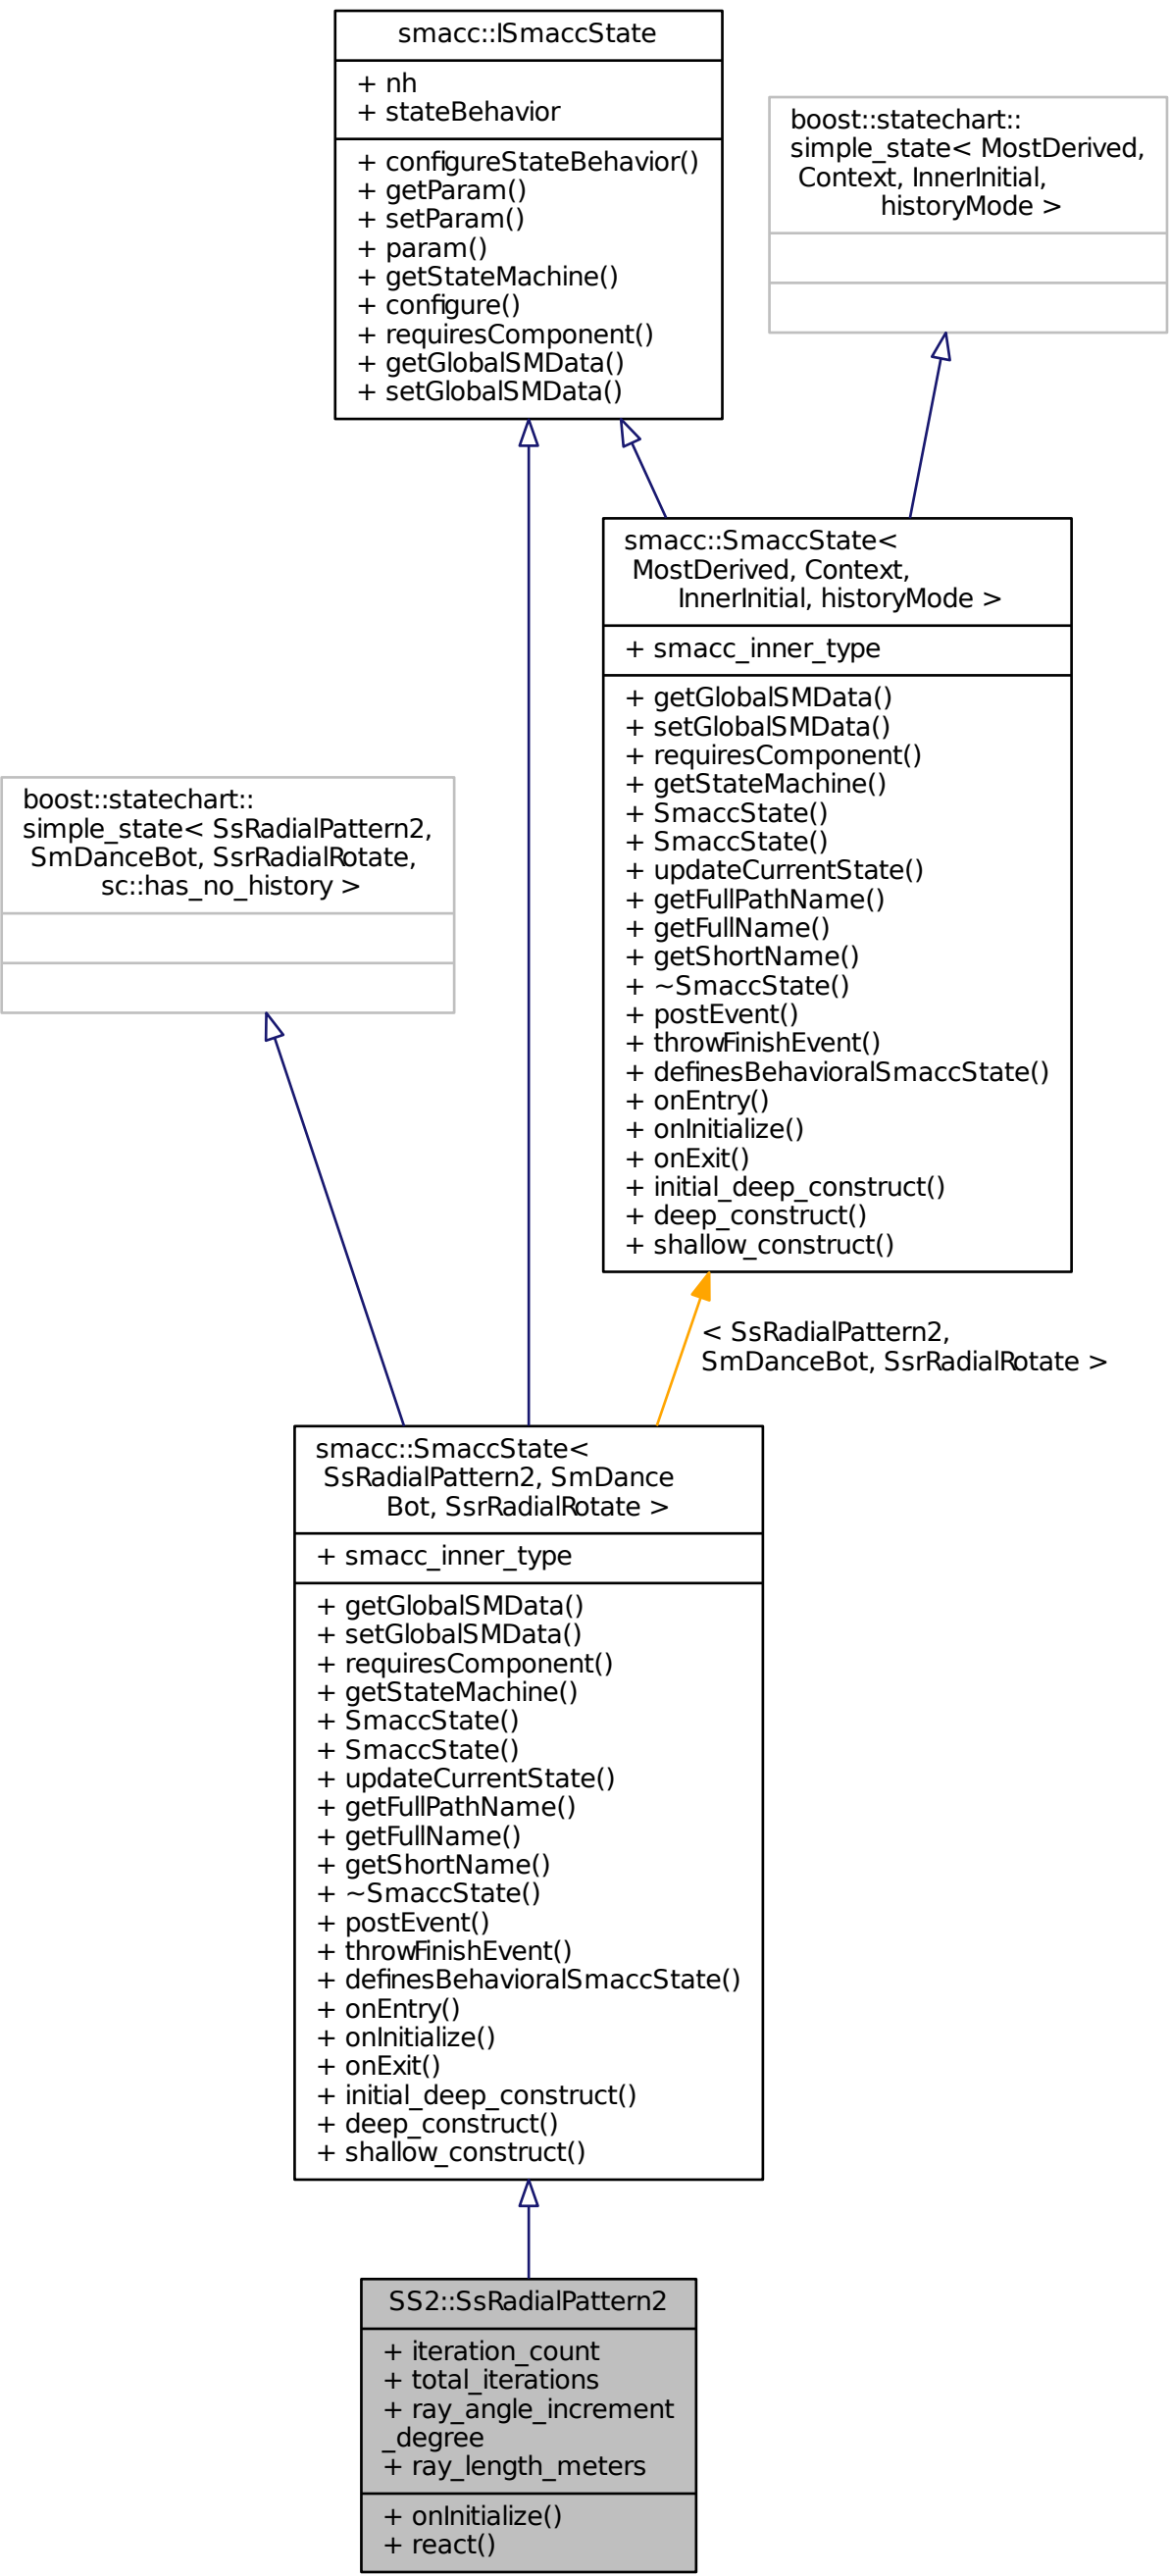 smacc::ISmaccState
+ nh
+ stateBehavior
+ configureStateBehavior()
+ getParam()
+ setParam()
+ param()
+ getStateMachine()
+ configure()
+ requiresComponent()
+ getGlobalSMData()
+ setGlobalSMData()
boost::statechart::
simple_state< MostDerived,
Context, InnerInitial,
historyMode >
smacc::SmaccState<
MostDerived, Context,
InnerInitial, historyMode >
+ smacc_inner_type
+ getGlobalSMData()
+ setGlobalSMData()
+ requiresComponent()
+ getStateMachine()
+ SmaccState()
+ SmaccState()
+ updateCurrentState()
+ getFullPathName()
+ getFullName()
+ getShortName()
+ ~SmaccState()
+ postEvent()
+ throwFinishEvent()
+ definesBehavioralSmaccState()
+ onEntry()
+ onInitialize()
+ onExit()
+ initial_deep_construct()
+ deep_construct()
+ shallow_construct()
boost::statechart::
simple_state< SsRadialPattern2,
SmDanceBot, SsrRadialRotate,
sc::has_no_history >
< SsRadialPattern2,
SmDanceBot, SsrRadialRotate >
smacc::SmaccState<
SsRadialPattern2, SmDance
Bot, SsrRadialRotate >
+ smacc_inner_type
+ getGlobalSMData()
+ setGlobalSMData()
+ requiresComponent()
+ getStateMachine()
+ SmaccState()
+ SmaccState()
+ updateCurrentState()
+ getFullPathName()
+ getFullName()
+ getShortName()
+ ~SmaccState()
+ postEvent()
+ throwFinishEvent()
+ definesBehavioralSmaccState()
+ onEntry()
+ onInitialize()
+ onExit()
+ initial_deep_construct()
+ deep_construct()
+ shallow_construct()
SS2::SsRadialPattern2
+ iteration_count
+ total_iterations
+ ray_angle_increment
_degree
+ ray_length_meters
+ onInitialize()
+ react()